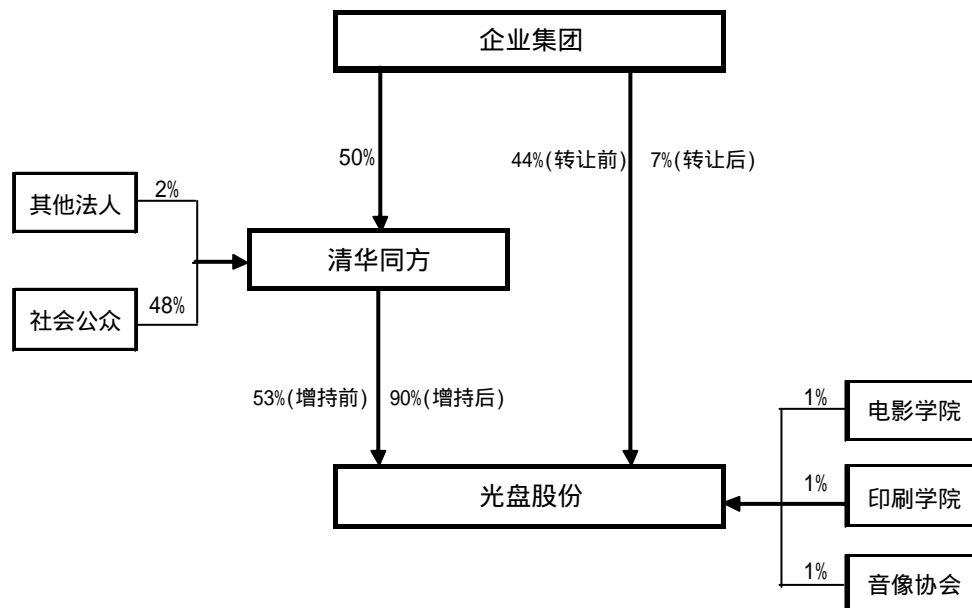 企业集团
50%
44%(转让前)
7%(转让后)
其他法人
2%
清华同方
社会公众
48%
53%(增持前)
90%(增持后)
1%
电影学院
光盘股份
1%
印刷学院
1%
音像协会